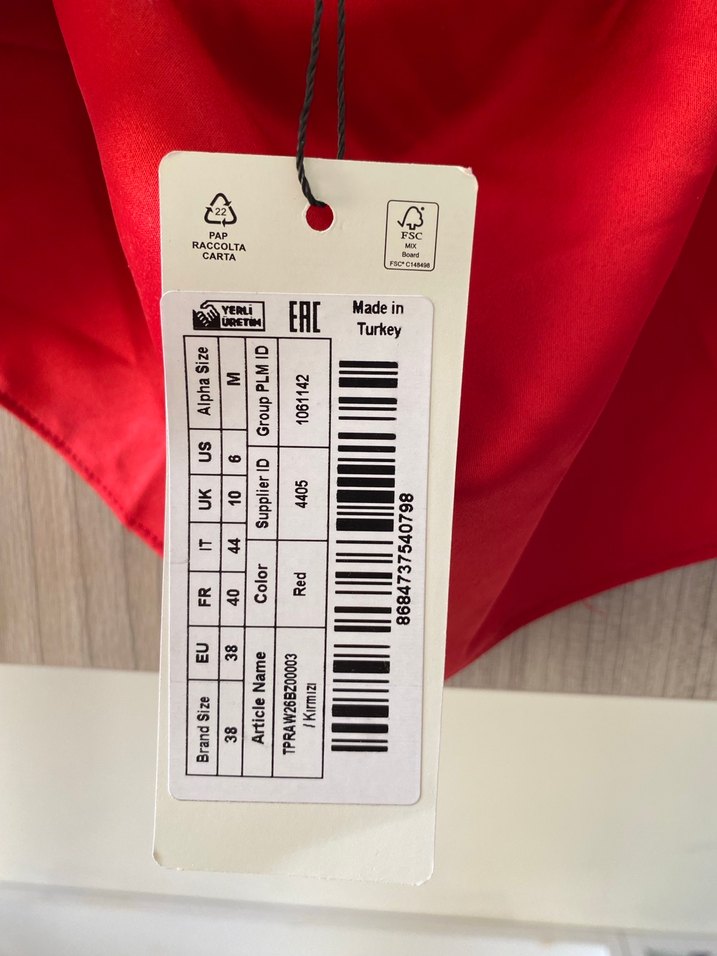 22
PAP
RACCOLTA
CARTA
FSC
MIX
Board
FSC® C148498
YERLİ
ÜRETİM
EAC
Made in
Turkey
Brand Size EU FR IT UK US Alpha Size
38 38 40 44 10 6 M
Article Name Color Supplier ID Group PLM ID
TPRAW26BZ00003
/ Kırmızı
Red 4405 1061142
8684737540798